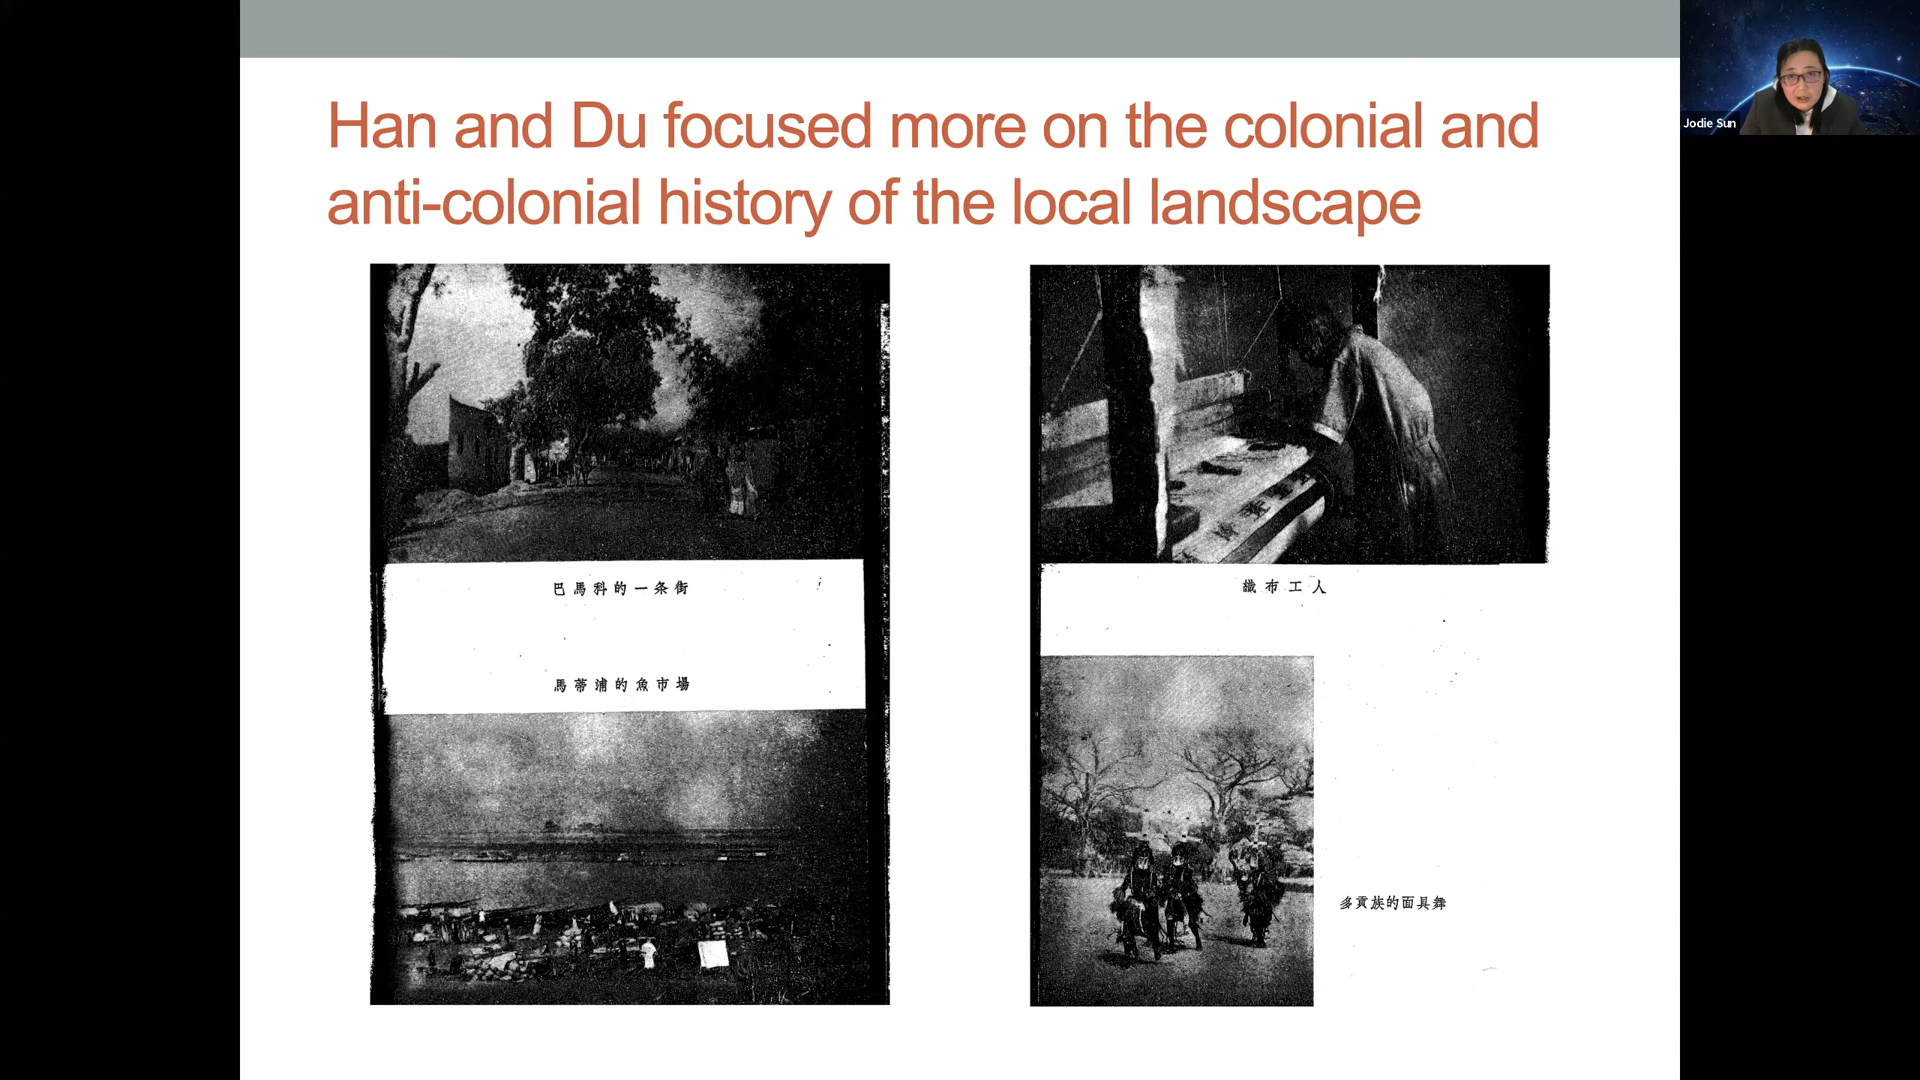 Han and Du focused more on the colonial and
anti-colonial history of the local landscape
巴馬科的一条街
馬蒂浦的魚市場
織布工人
多貢族的面具舞
Jodie Sun